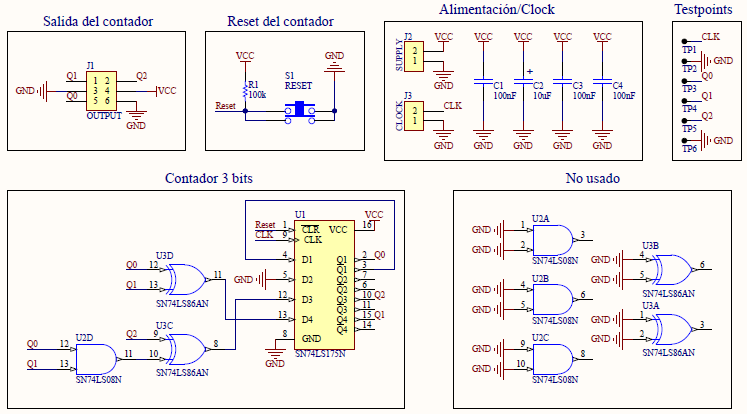 Salida del contador
J1
Q1 1 2 Q2
GND 3 4 VCC
Q0 5 6
OUTPUT
GND
Reset del contador
VCC GND
R1
100k
S1
RESET
Reset
Alimentación/Clock
J2
SUPPLY
2
1
VCC
GND
J3
CLOCK
2
1
CLK
GND
VCC VCC VCC VCC
C1
100nF
C2
10uF
C3
100nF
C4
100nF
+
GND GND GND GND
Testpoints
CLK
TP1
GND
TP2
Q0
TP3
Q1
TP4
Q2
TP5
GND
TP6
Contador 3 bits
U1
Reset 1 CLR VCC 16 VCC
CLK 9 CLK
4 D1 Q1 2 Q0
Q1 3
GND 5 D2 Q2 7
Q2 6
12 D3 Q3 10 Q2
Q3 11
13 D4 Q4 15 Q1
Q4 14
8 GND
GND
SN74LS175N
U3D
Q0 12
Q1 13
11
SN74LS86AN
U3C
Q2 9
10
8
SN74LS86AN
U2D
Q0 12
Q1 13
11
SN74LS08N
No usado
U2A
GND 1
GND 2
3
SN74LS08N
U2B
GND 4
GND 5
6
SN74LS08N
U2C
GND 9
GND 10
8
SN74LS08N
U3B
GND 4
GND 5
6
SN74LS86AN
U3A
GND 1
GND 2
3
SN74LS86AN